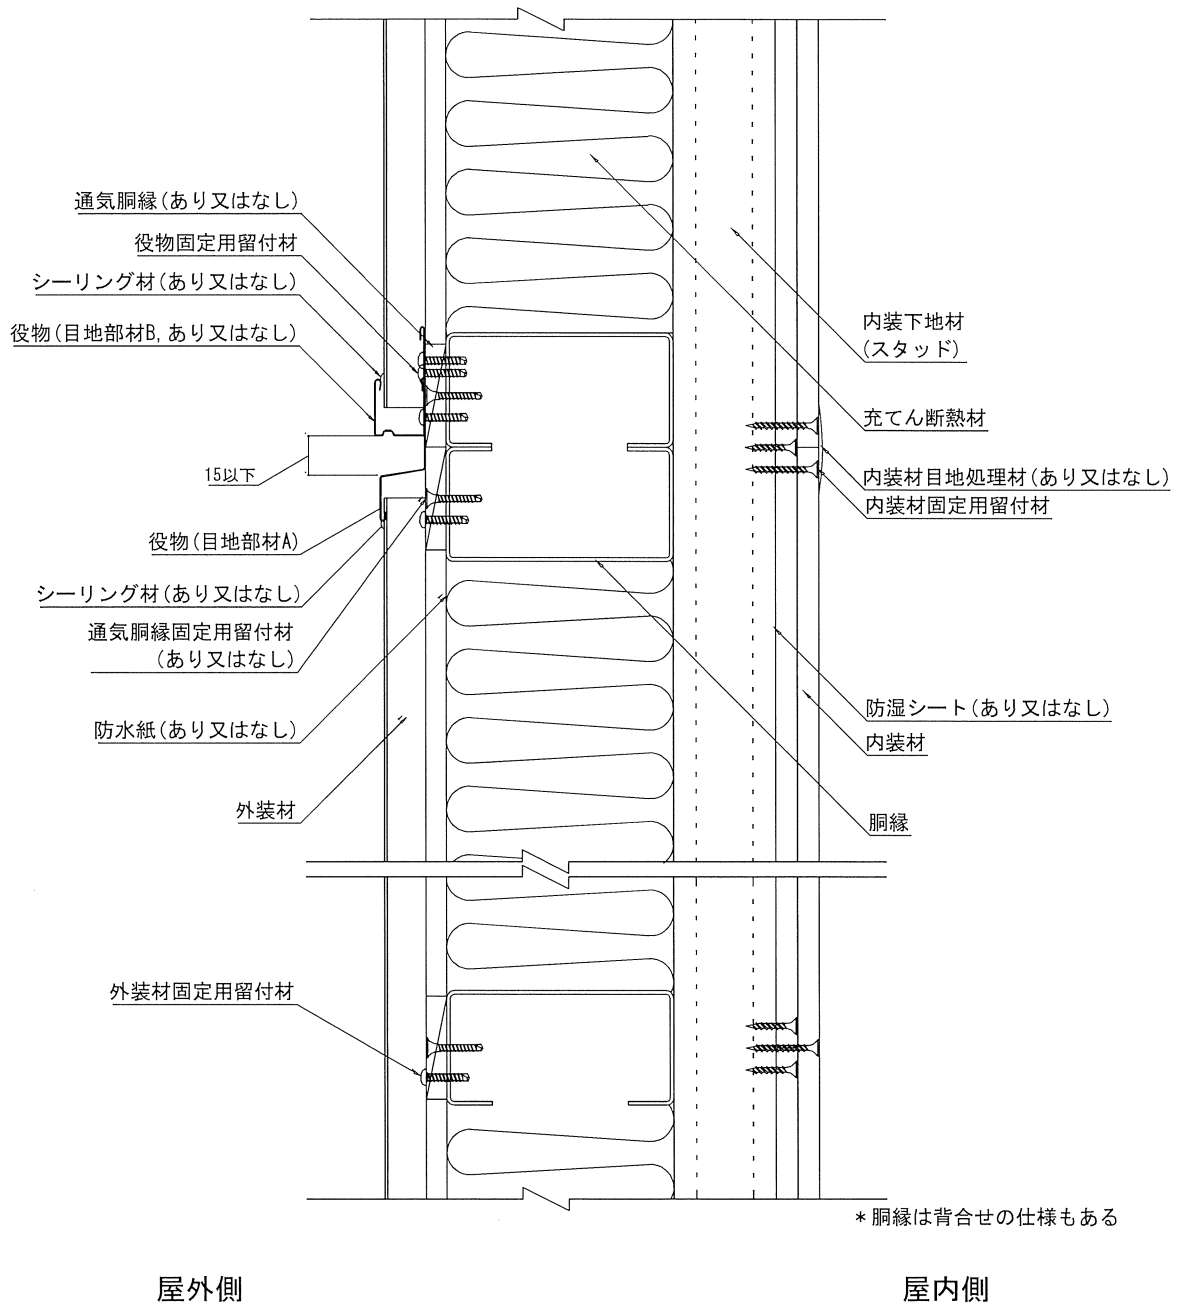 通気胴縁(あり又はなし)
役物固定用留付材
シーリング材(あり又はなし)
役物(目地部材B,あり又はなし)
15以下
役物(目地部材A)
シーリング材(あり又はなし)
通気胴縁固定用留付材
(あり又はなし)
防水紙(あり又はなし)
外装材
外装材固定用留付材
内装下地材
(スタッド)
充てん断熱材
内装材目地処理材(あり又はなし)
内装材固定用留付材
防湿シート(あり又はなし)
内装材
胴縁
*胴縁は背合せの仕様もある
屋外側
屋内側